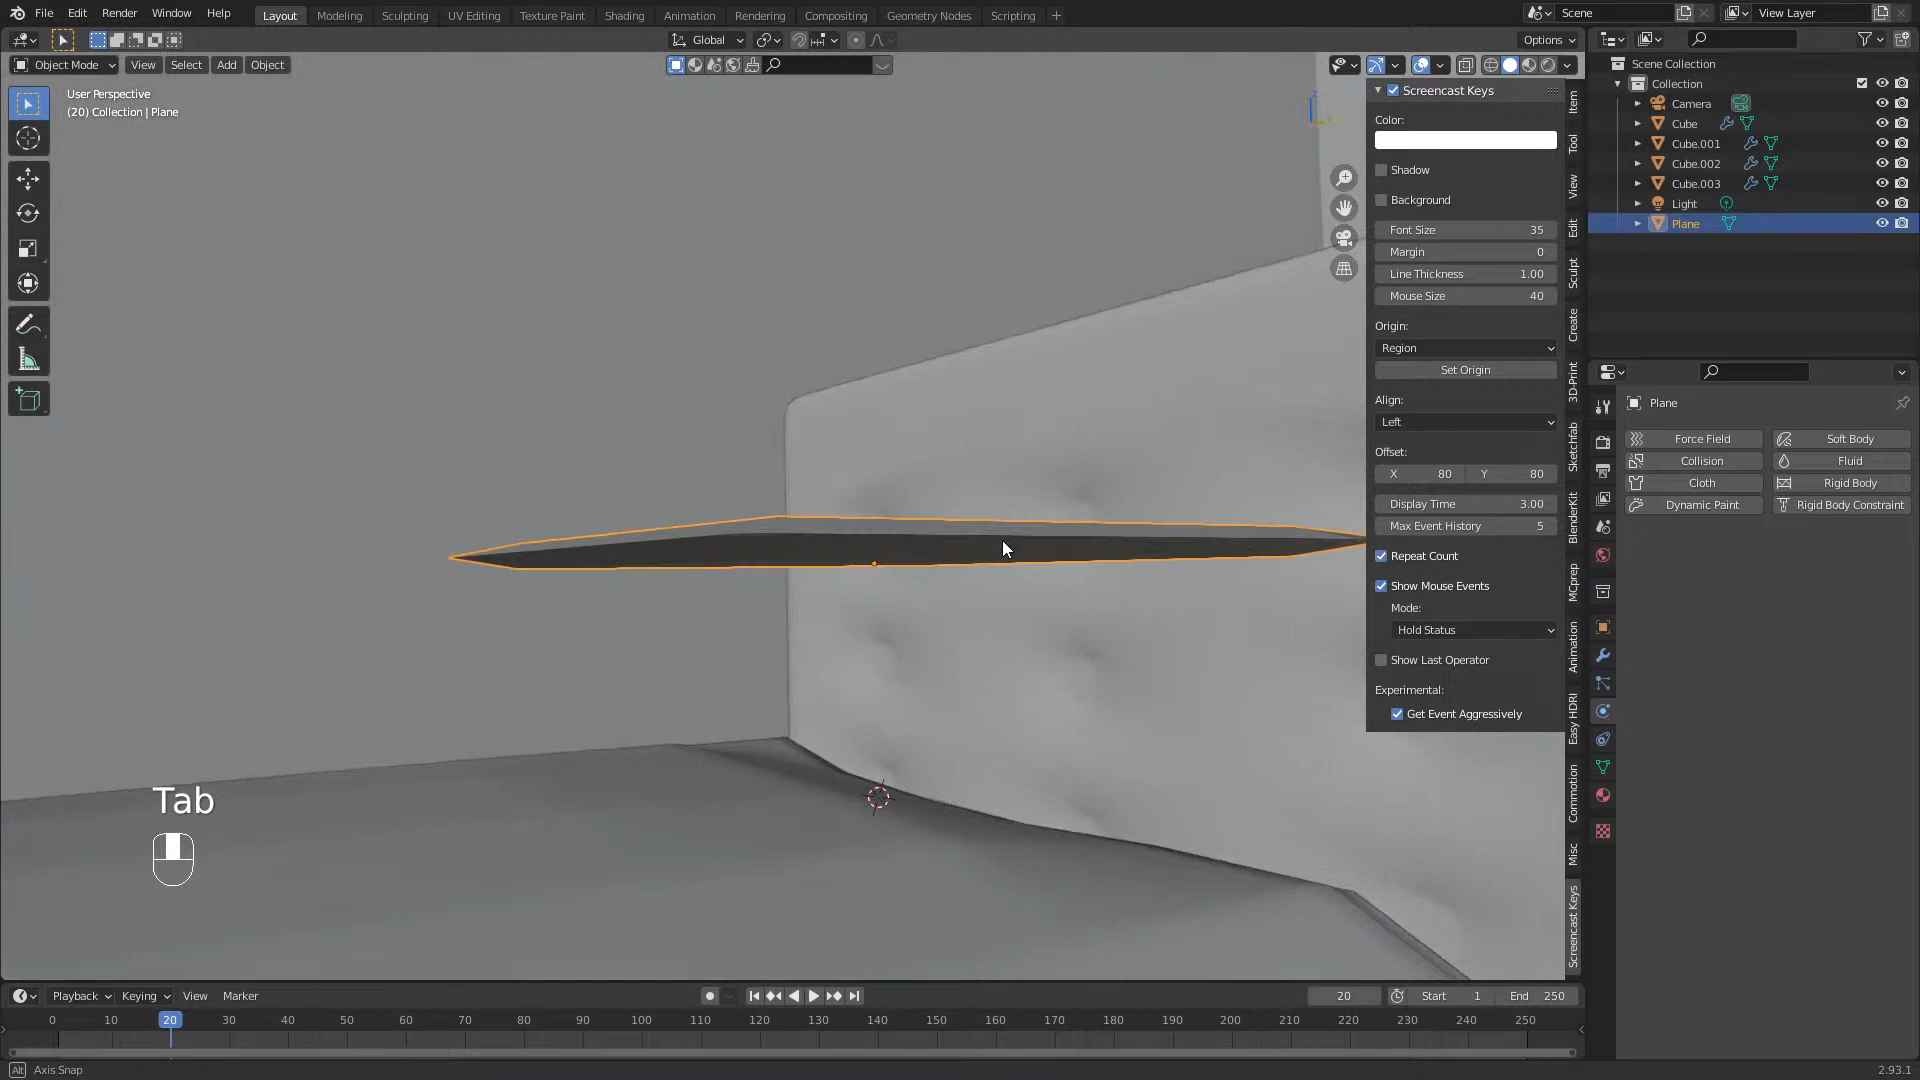 File Edit Render Window Help Layout Modeling Sculpting UV Editing Texture Paint Shading Animation Rendering Compositing Geometry Nodes Scripting + Scene View Layer
Global Options
Object Mode View Select Add Object
User Perspective
(20) Collection | Plane
Screencast Keys
Color:
Shadow
Background
Font Size 35
Margin 0
Line Thickness 1.00
Mouse Size 40
Origin:
Region
Set Origin
Align:
Left
Offset:
X 80 Y 80
Display Time 3.00
Max Event History 5
Repeat Count
Show Mouse Events
Mode:
Hold Status
Show Last Operator
Experimental:
Get Event Aggressively
Item
Tool
View
Edit
Sculpt
Create
3D-Print
Sketchfab
BlenderKit
MCprep
Animation
Easy HDRI
Commotion
Misc
Screencast Keys
Scene Collection
Collection
Camera
Cube
Cube.001
Cube.002
Cube.003
Light
Plane
Plane
Force Field Soft Body
Collision Fluid
Cloth Rigid Body
Dynamic Paint Rigid Body Constraint
Tab
Playback Keying View Marker 20 Start 1 End 250
0 10 20 30 40 50 60 70 80 90 100 110 120 130 140 150 160 170 180 190 200 210 220 230 240 250
Alt Axis Snap 2.93.1